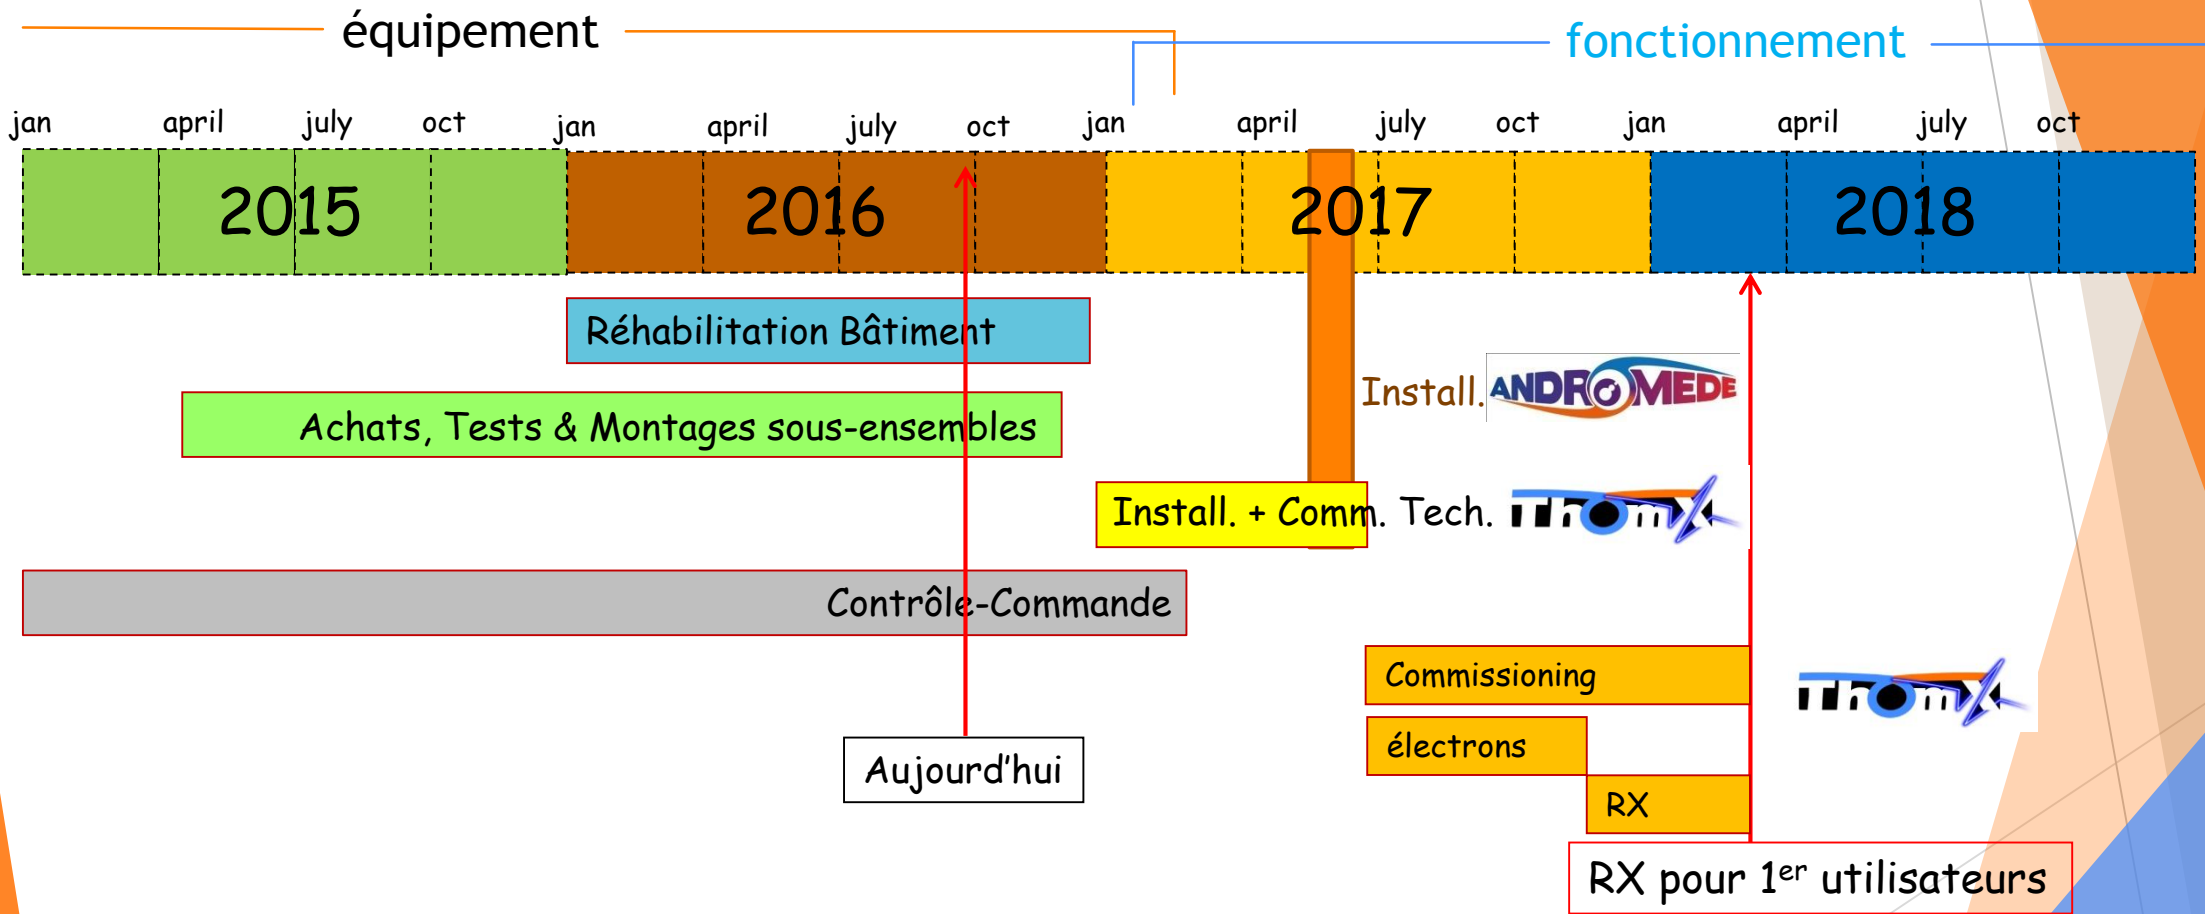 équipement
fonctionnement
jan april july oct jan april july oct jan april july oct jan april july oct
2015 2016 2017 2018
Réhabilitation Bâtiment
Install. ANDROMEDE
Achats, Tests & Montages sous-ensembles
Install. + Comm. Tech. ThomX
Contrôle-Commande
Commissioning
ThomX
électrons
Aujourd’hui
RX
RX pour 1er utilisateurs